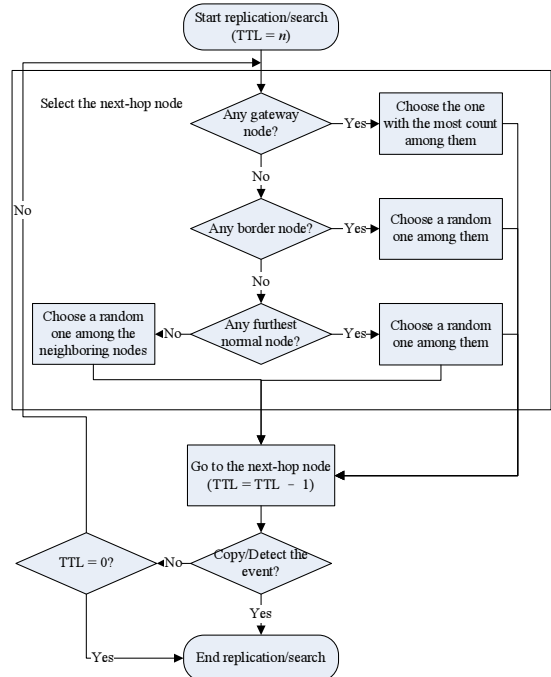 Start replication/search
(TTL = n)
Select the next-hop node
Any gateway
node?
Yes
Choose the one
with the most count
among them
No
No
Any border node?
Yes
Choose a random
one among them
No
Choose a random
one among the
neighboring nodes
No
Any furthest
normal node?
Yes
Choose a random
one among them
Go to the next-hop node
(TTL = TTL － 1)
TTL = 0?
No
Copy/Detect the
event?
Yes
Yes
End replication/search